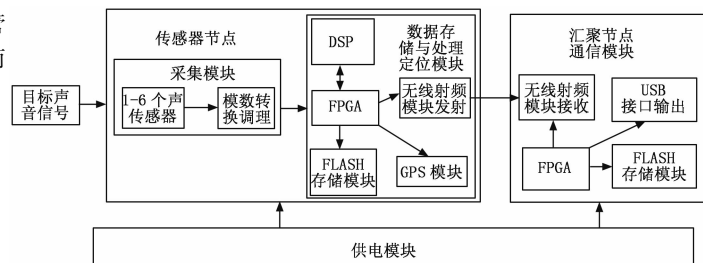 传感器节点
采集模块
目标声
音信号
1-6 个声
传感器
模数转
换调理
DSP
数据存
储与处理
定位模块
FPGA
无线射频
模块发射
FLASH
存储模块
GPS 模块
汇聚节点
通信模块
无线射频
模块接收
USB
接口输出
FPGA
FLASH
存储模块
供电模块